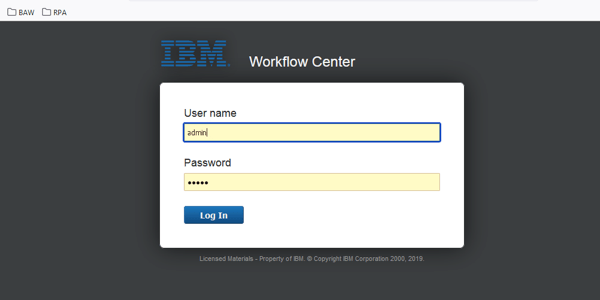 BAW RPA
IBM Workflow Center
User name
admin
Password
•••••
Log In
Licensed Materials - Property of IBM. © Copyright IBM Corporation 2000, 2019.